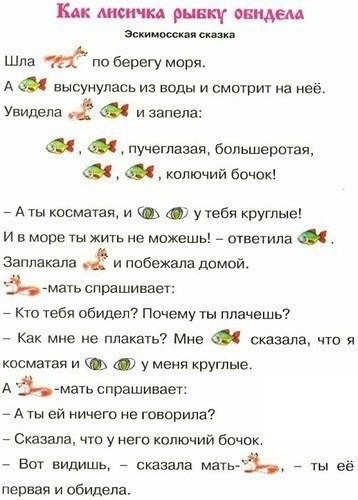 Как лисичка рыбку обидела
Эскимосская сказка
Шла по берегу моря.
А высунулась из воды и смотрит на неё.
Увидела и запела:
, , пучеглазая, большеротая,
, , колючий бочок!
– А ты косматая, и у тебя круглые!
И в море ты жить не можешь! – ответила .
Заплакала и побежала домой.
-мать спрашивает:
– Кто тебя обидел? Почему ты плачешь?
– Как мне не плакать? Мне сказала, что я
косматая и у меня круглые.
А -мать спрашивает:
– А ты ей ничего не говорила?
– Сказала, что у него колючий бочок.
– Вот видишь, – сказала мать- , – ты её
первая и обидела.